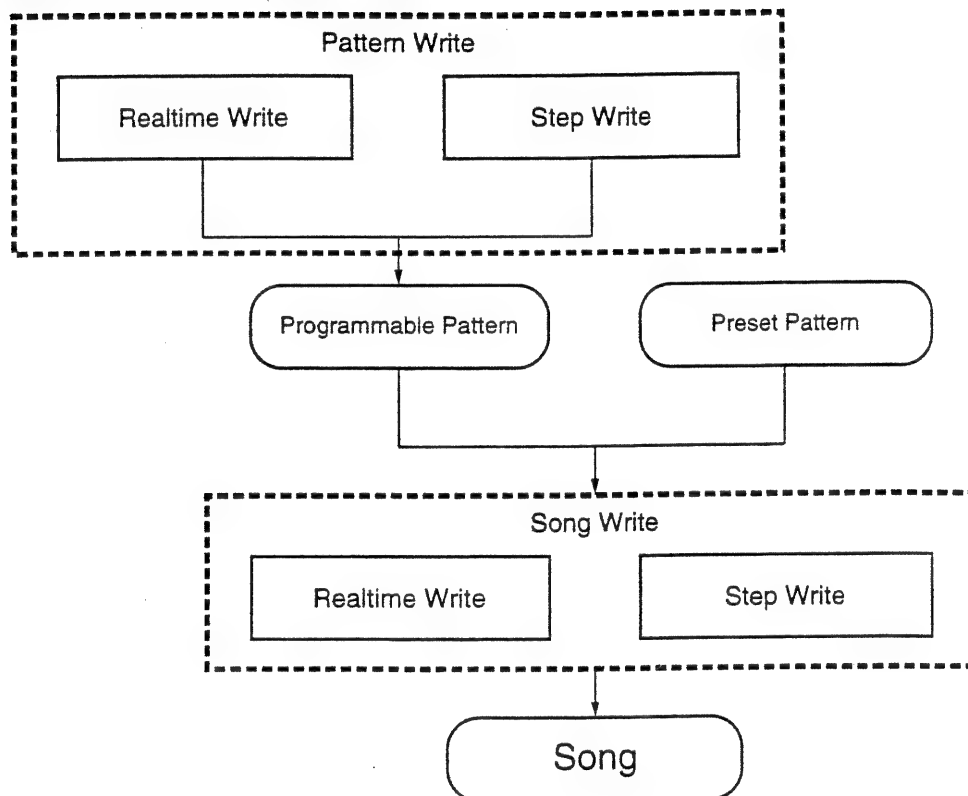 Pattern Write
Realtime Write
Step Write
Programmable Pattern
Preset Pattern
Song Write
Realtime Write
Step Write
Song